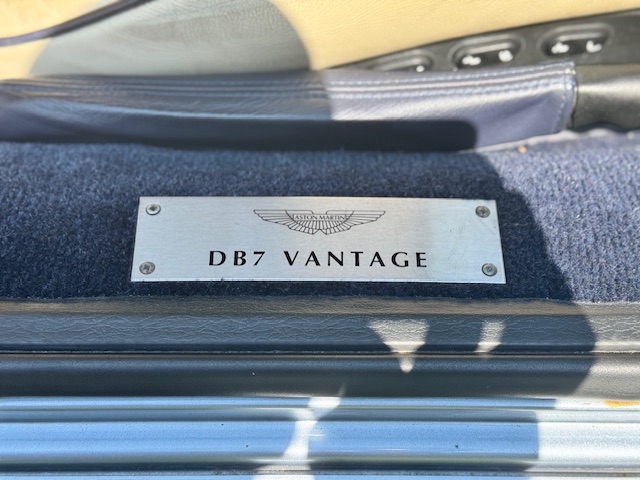 ASTON MARTIN
DB7 VANTAGE